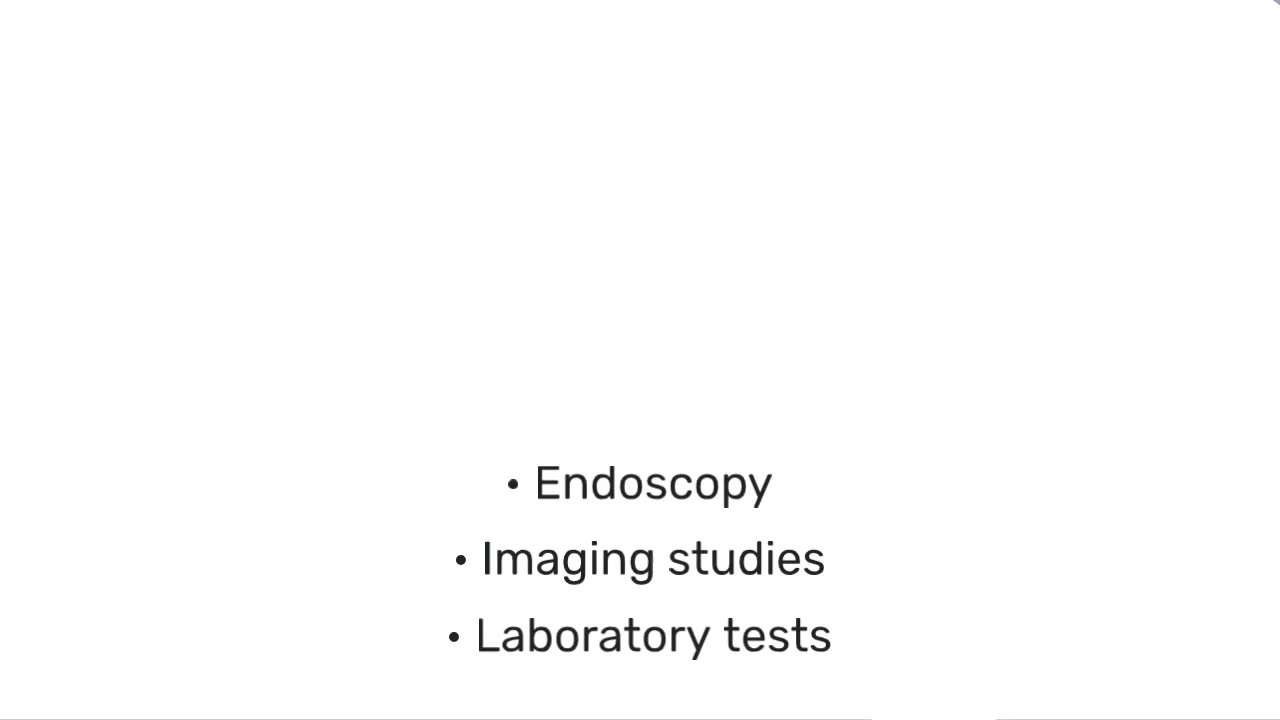 • Endoscopy
• Imaging studies
• Laboratory tests